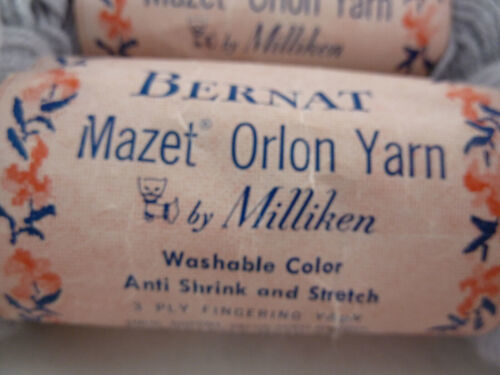 Mazet Orlon Yarn
by Milliken
BERNAT
Mazet® Orlon Yarn
by Milliken
Washable Color
Anti Shrink and Stretch
3 PLY FINGERING YARN